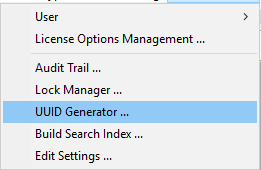 User
License Options Management ...
Audit Trail ...
Lock Manager ...
UUID Generator ...
Build Search Index ...
Edit Settings ...